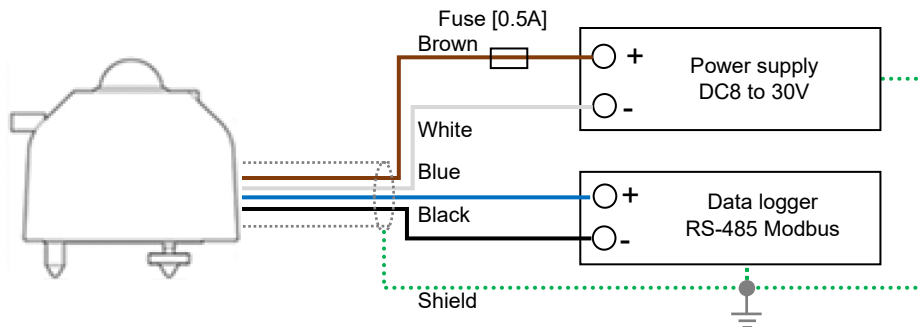 Fuse [0.5A]
Brown
+
Power supply
DC8 to 30V
-
White
Blue
+
Data logger
RS-485 Modbus
Black
-
Shield